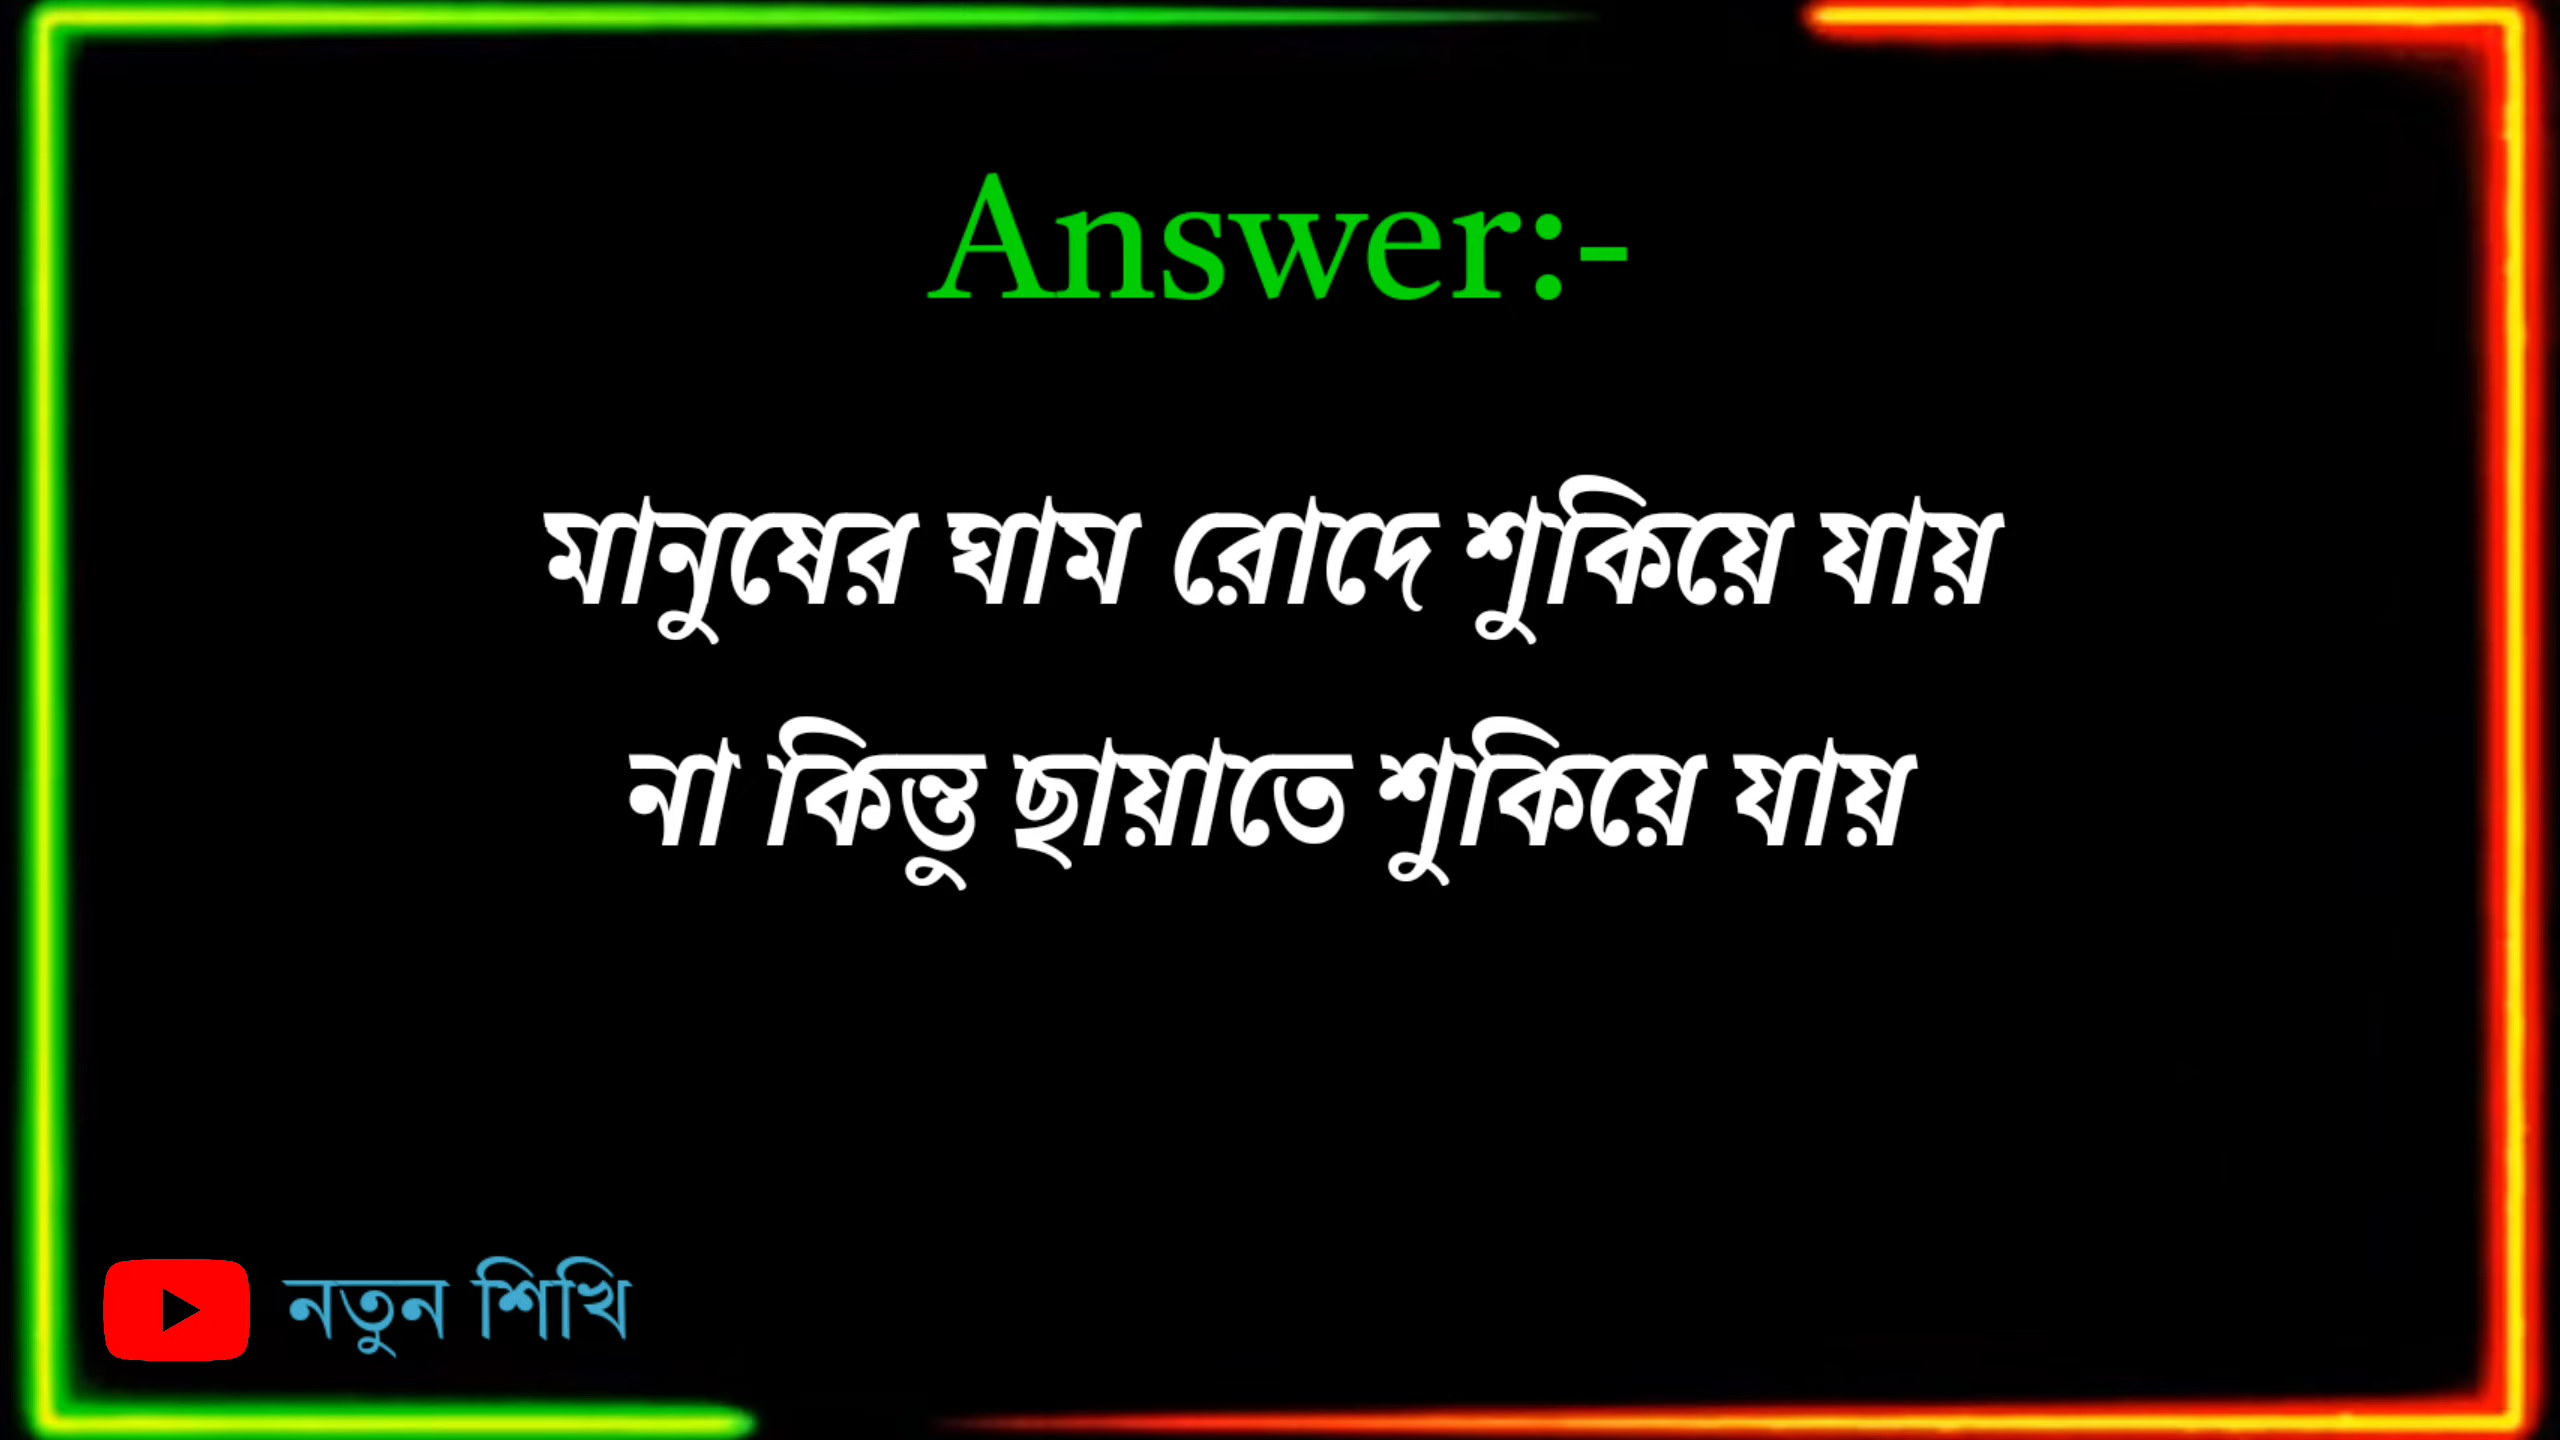 Answer:-
মানুষের ঘাম রোদে শুকিয়ে যায়
না কিন্তু ছায়াতে শুকিয়ে যায়
নতুন শিখি